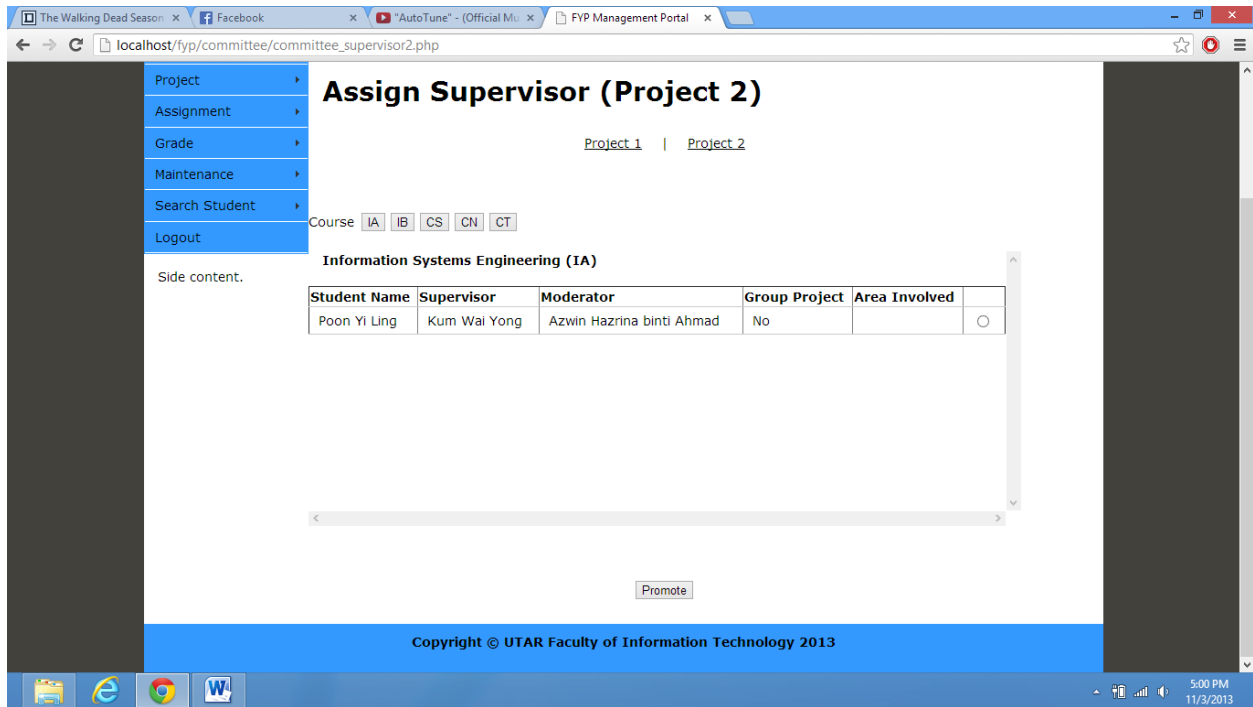 The Walking Dead Season
Facebook
"AutoTune" - (Official Mu
FYP Management Portal
localhost/fyp/committee/committee_supervisor2.php
Project
Assignment
Grade
Maintenance
Search Student
Logout
Side content.
Assign Supervisor (Project 2)
Project 1 | Project 2
Course IA IB CS CN CT
Information Systems Engineering (IA)
Student Name Supervisor Moderator Group Project Area Involved
Poon Yi Ling Kum Wai Yong Azwin Hazrina binti Ahmad No
Promote
Copyright © UTAR Faculty of Information Technology 2013
5:00 PM
11/3/2013